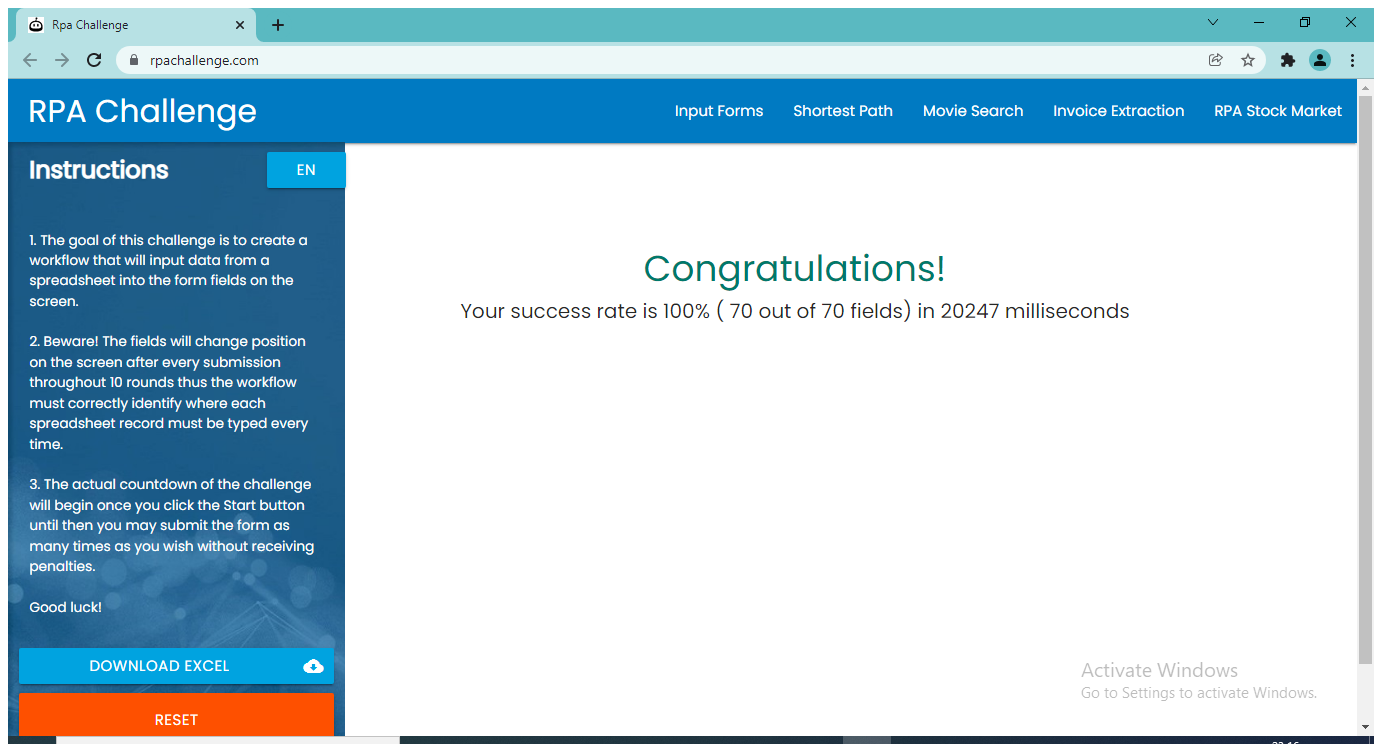 Rpa Challenge
rpachallenge.com
RPA Challenge
Input Forms
Shortest Path
Movie Search
Invoice Extraction
RPA Stock Market
Instructions
EN
1. The goal of this challenge is to create a
workflow that will input data from a
spreadsheet into the form fields on the
screen.
2. Beware! The fields will change position
on the screen after every submission
throughout 10 rounds thus the workflow
must correctly identify where each
spreadsheet record must be typed every
time.
3. The actual countdown of the challenge
will begin once you click the Start button
until then you may submit the form as
many times as you wish without receiving
penalties.
Good luck!
DOWNLOAD EXCEL
RESET
Congratulations!
Your success rate is 100% ( 70 out of 70 fields) in 20247 milliseconds
Activate Windows
Go to Settings to activate Windows.